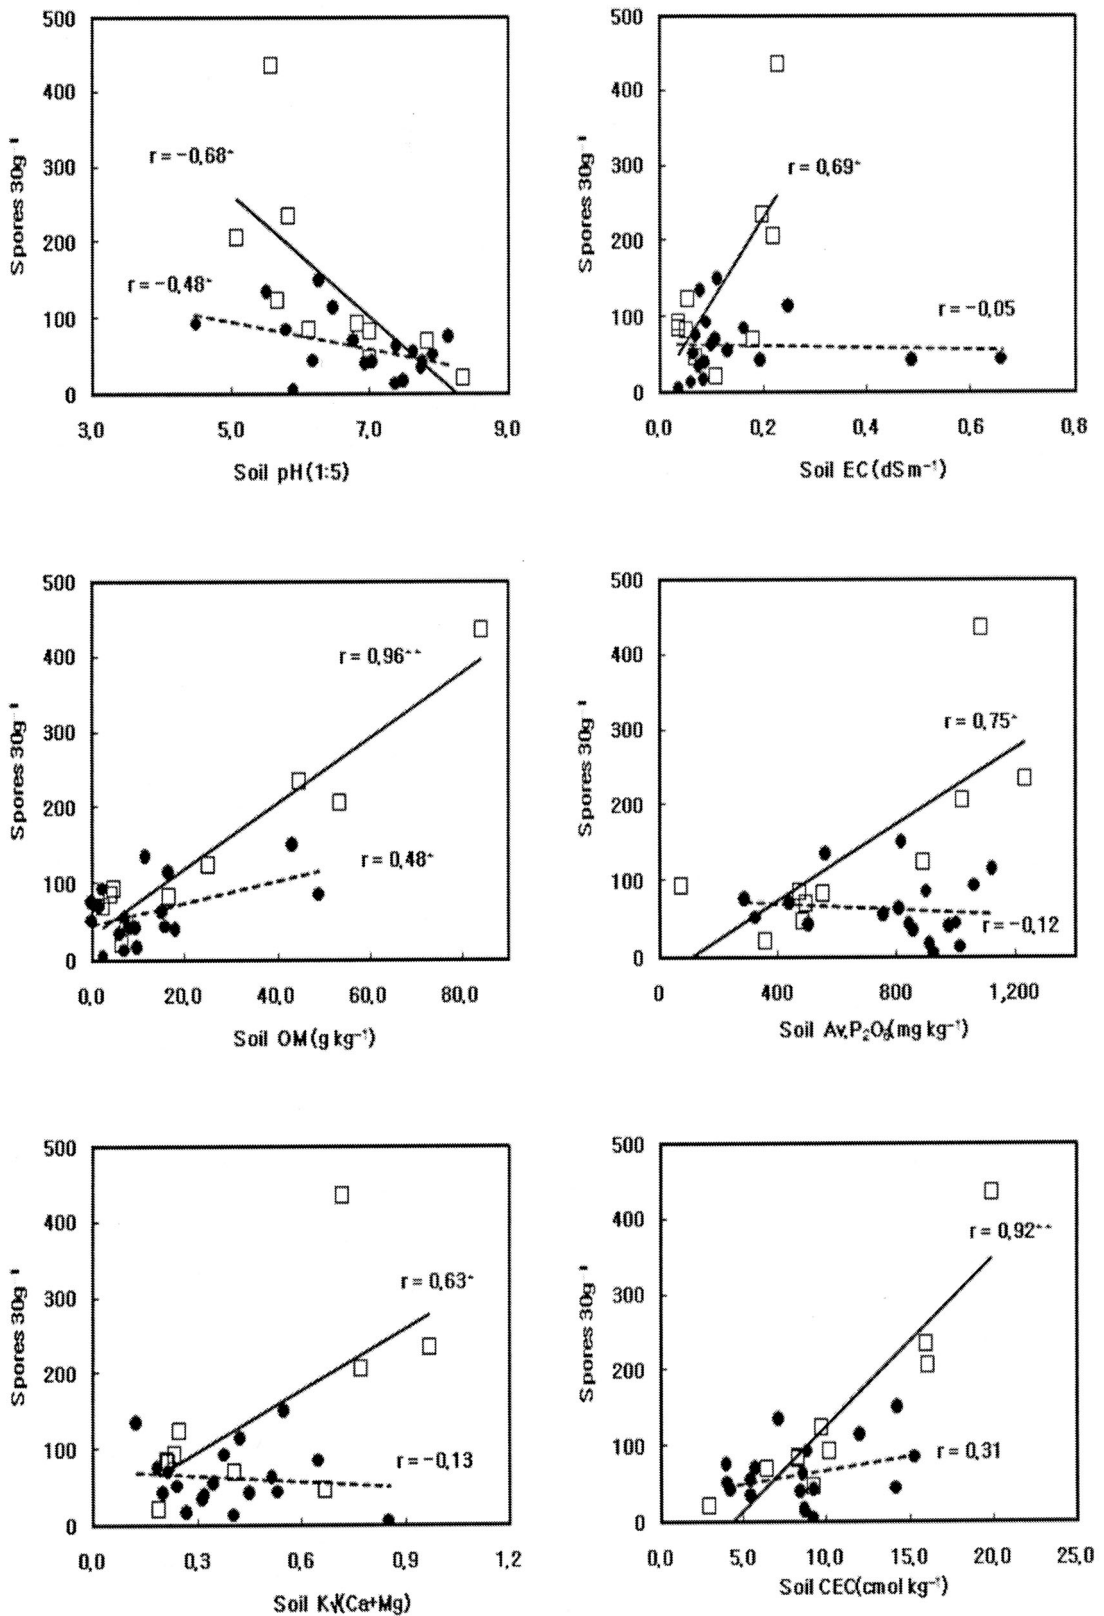 500
400
300
200
100
0
Spores 30g⁻¹
r = -0,68*
r = -0,48*
3,0 5,0 7,0 9,0
Soil pH(1:5)
500
400
300
200
100
0
Spores 30g⁻¹
r = 0,69*
r = -0,05
0,0 0,2 0,4 0,6 0,8
Soil EC(dSm⁻¹)
500
400
300
200
100
0
Spores 30g⁻¹
r = 0,96**
r = 0,48*
0,0 20,0 40,0 60,0 80,0
Soil OM(g kg⁻¹)
500
400
300
200
100
0
Spores 30g⁻¹
r = 0,75*
r = -0,12
0 400 800 1,200
Soil Av,P₂O₅(mg kg⁻¹)
500
400
300
200
100
0
Spores 30g⁻¹
r = 0,63*
r = -0,13
0,0 0,3 0,6 0,9 1,2
Soil K/√(Ca+Mg)
500
400
300
200
100
0
Spores 30g⁻¹
r = 0,92**
r = 0,31
0,0 5,0 10,0 15,0 20,0 25,0
Soil CEC(cmol kg⁻¹)